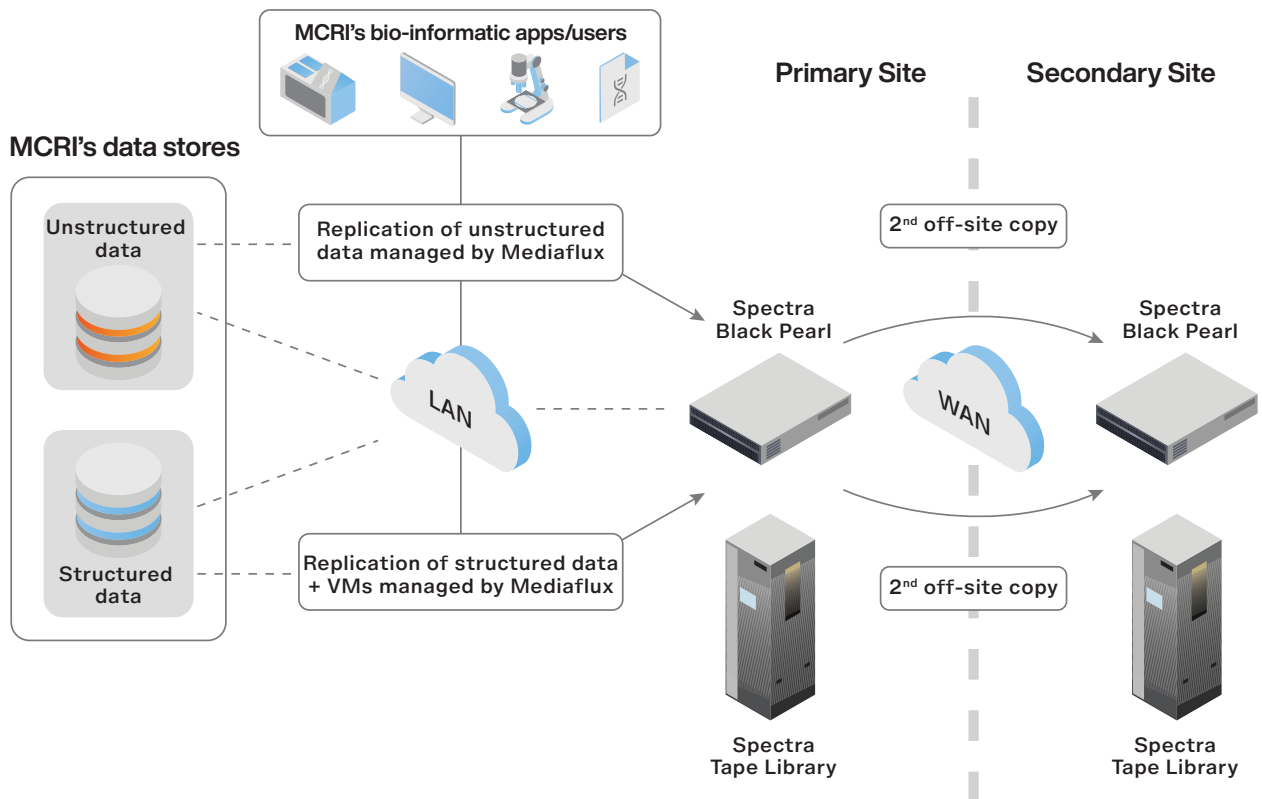 MCRI's bio-informatic apps/users
Primary Site
Secondary Site
MCRI's data stores
Unstructured
data
Replication of unstructured
data managed by Mediaflux
2nd off-site copy
Spectra
Black Pearl
Spectra
Black Pearl
LAN
WAN
Structured
data
Replication of structured data
+ VMs managed by Mediaflux
2nd off-site copy
Spectra
Tape Library
Spectra
Tape Library